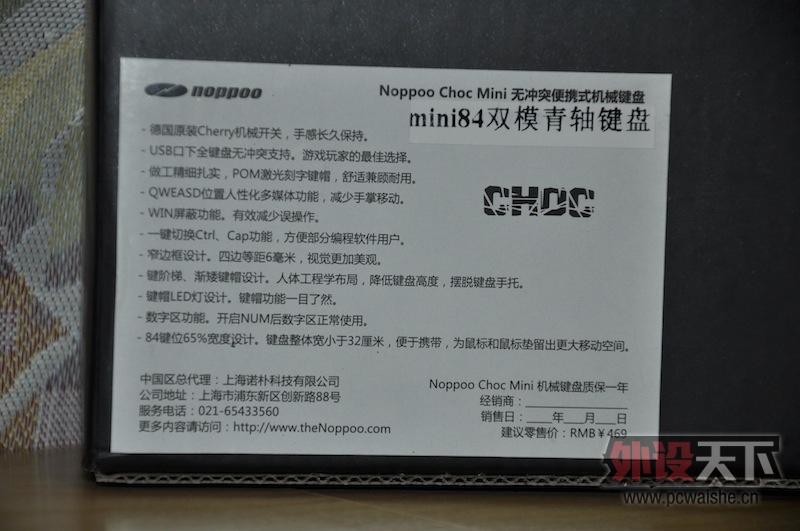 noppoo
Noppoo Choc Mini 无冲突便携式机械键盘
mini84双模青轴键盘
- 德国原装Cherry机械开关，手感长久保持。
- USB口下全键盘无冲突支持。游戏玩家的最佳选择。
- 做工精细扎实，POM激光刻字键帽，舒适兼顾耐用。
- QWEASD位置人性化多媒体功能，减少手掌移动。
CHOC
- WIN屏蔽功能。有效减少误操作。
- 一键切换Ctrl、Cap功能，方便部分编程软件用户。
- 窄边框设计。四边等距6毫米，视觉更加美观。
- 键阶梯、渐矮键帽设计。人体工程学布局，降低键盘高度，摆脱键盘手托。
- 键帽LED灯设计。键帽功能一目了然。
- 数字区功能。开启NUM后数字区正常使用。
- 84键位65%宽度设计。键盘整体宽小于32厘米，便于携带，为鼠标和鼠标垫留出更大移动空间。
中国区总代理：上海诺朴科技有限公司
公司地址：上海市浦东新区创新路88号
服务电话：021-65433560
更多内容请访问：http://www.theNoppoo.com
Noppoo Choc Mini 机械键盘质保一年
经销商：
销售日：____年____月____日
建议零售价：RMB￥469
外设天下
www.pcwaishe.cn